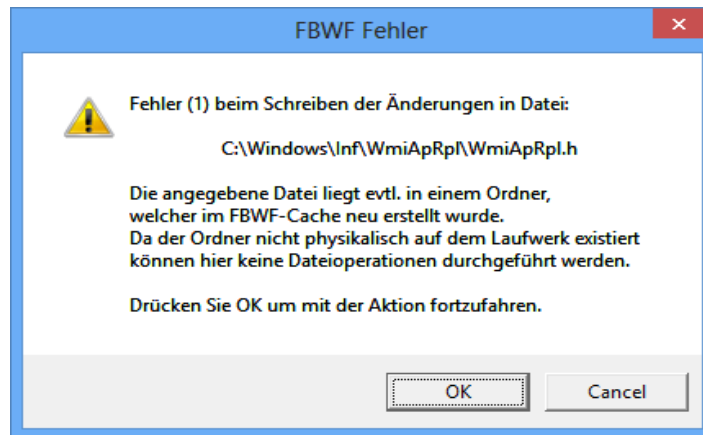 FBWF Fehler
Fehler (1) beim Schreiben der Änderungen in Datei:
C:\Windows\Inf\WmiApRpl\WmiApRpl.h
Die angegebene Datei liegt evtl. in einem Ordner,
welcher im FBWF-Cache neu erstellt wurde.
Da der Ordner nicht physikalisch auf dem Laufwerk existiert
können hier keine Dateioperationen durchgeführt werden.
Drücken Sie OK um mit der Aktion fortzufahren.
OK
Cancel